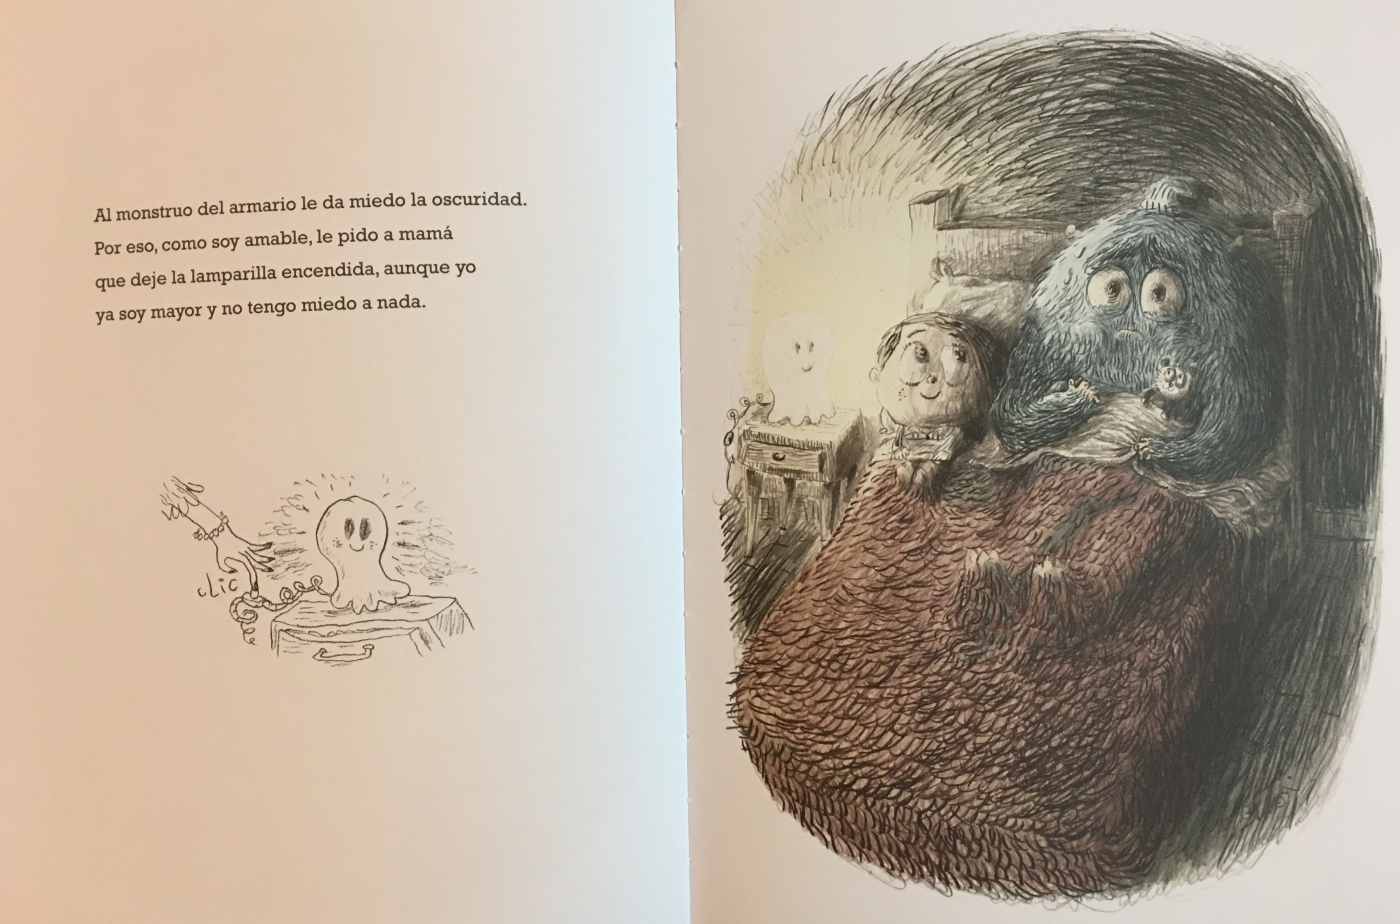 Al monstruo del armario le da miedo la oscuridad.
Por eso, como soy amable, le pido a mamá
que deje la lamparilla encendida, aunque yo
ya soy mayor y no tengo miedo a nada.
cLic